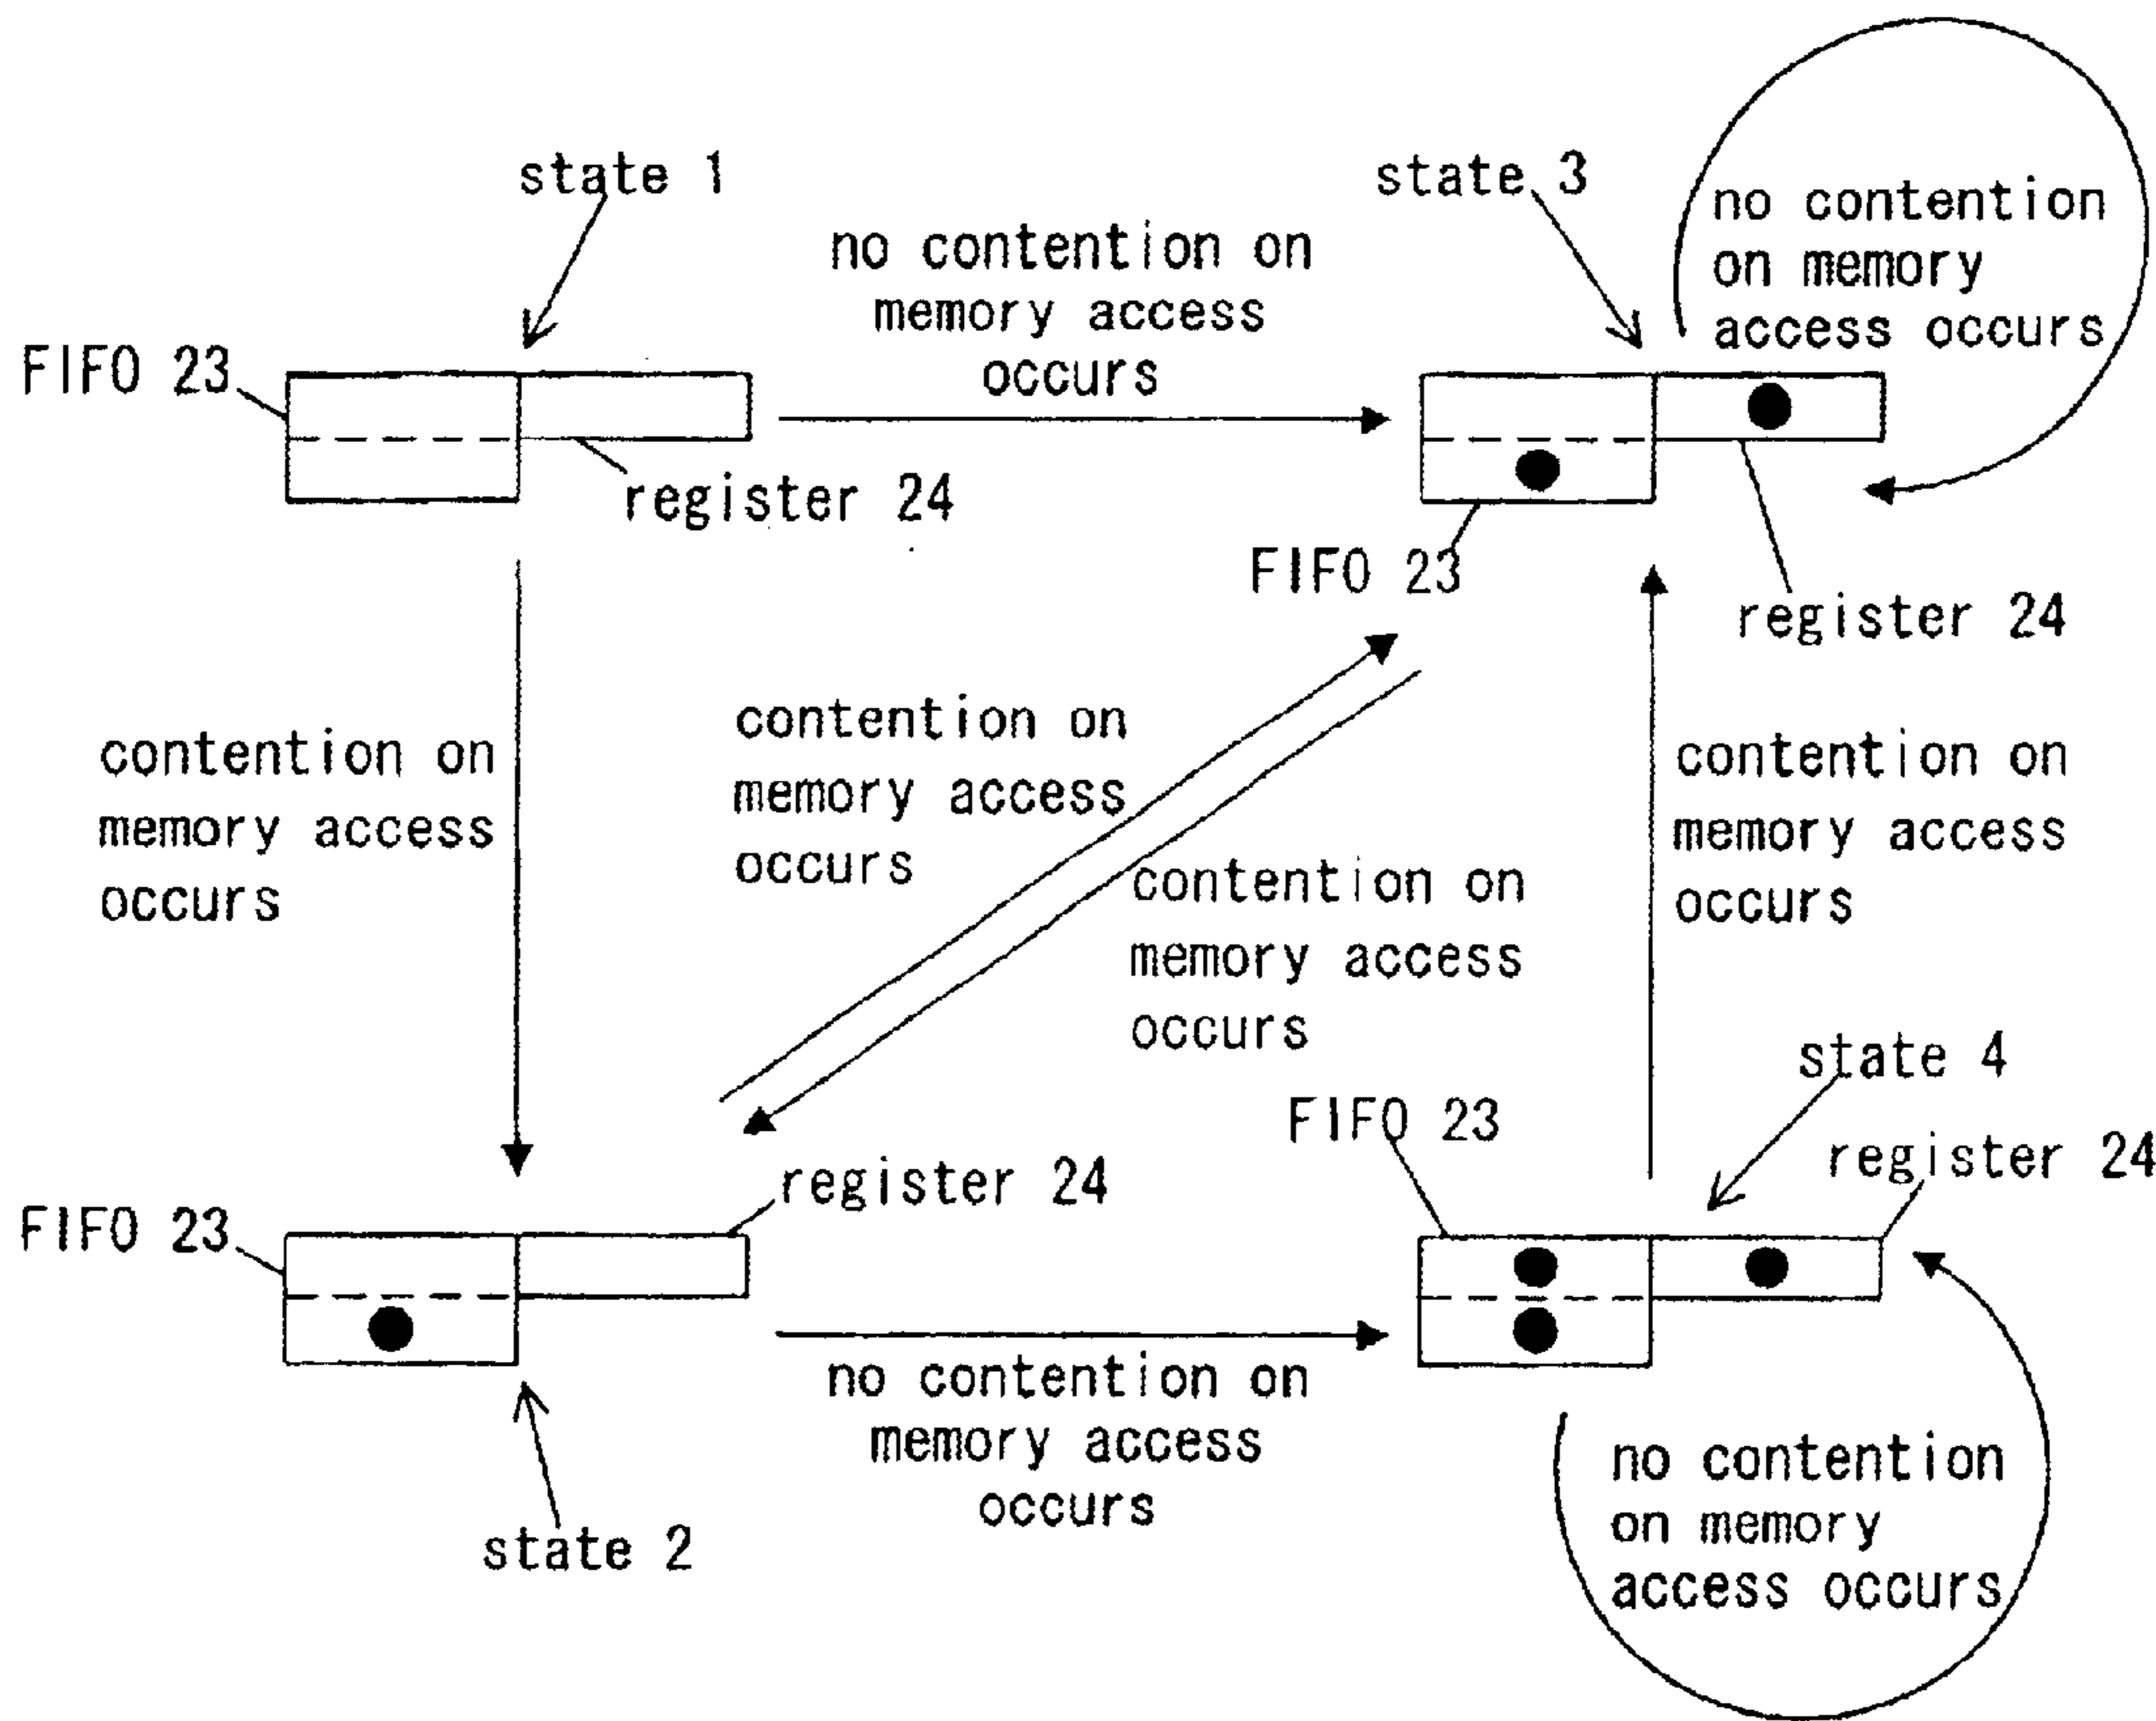 state 1
state 3
no contention on
memory access
occurs
no contention
on memory
access occurs
FIFO 23
register 24
FIFO 23
register 24
contention on
memory access
occurs
contention on
memory access
occurs
contention on
memory access
occurs
contention on
memory access
occurs
state 4
FIFO 23
register 24
register 24
FIFO 23
no contention on
memory access
occurs
state 2
no contention
on memory
access occurs